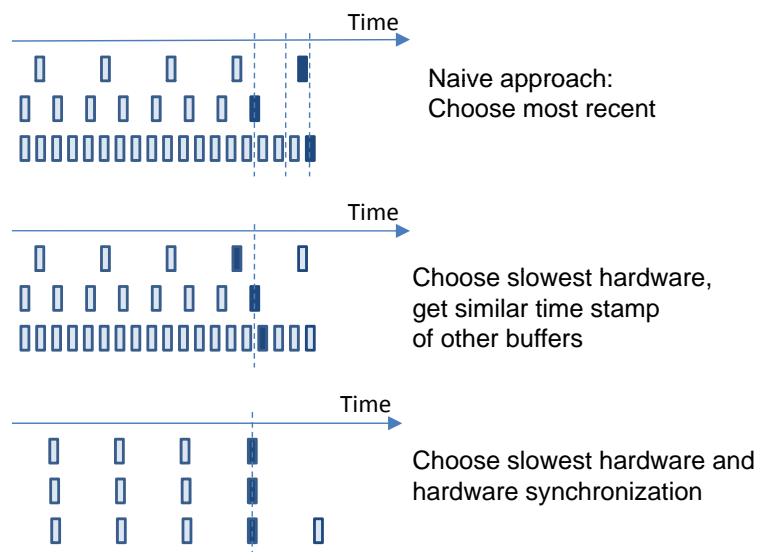 Time
Naive approach:
Choose most recent
Time
Choose slowest hardware,
get similar time stamp
of other buffers
Time
Choose slowest hardware and
hardware synchronization